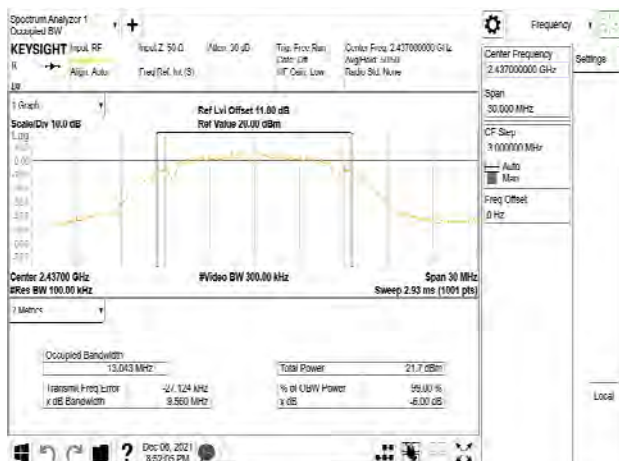 Spectrum Analyzer 1
Occupied BW
KEYSIGHT Input: RF
Align: Auto
Input Z: 50 Ω
Freq Ref: Int (S)
Atten: 30 dB
Trig: Free Run
Gate: Off
#IF Gain: Low
Center Freq: 2.437000000 GHz
Avg|Hold: 50/50
Radio Std: None
1 Graph
Scale/Div 10.0 dB
Ref Lvl Offset 11.80 dB
Ref Value 20.00 dBm
Log
0.00
Center 2.43700 GHz
#Res BW 100.00 kHz
#Video BW 300.00 kHz
Span 30 MHz
Sweep 2.93 ms (1001 pts)
2 Metrics
Occupied Bandwidth
13.043 MHz
Total Power 21.7 dBm
Transmit Freq Error -27.124 kHz
% of OBW Power 99.00 %
x dB Bandwidth 9.560 MHz
x dB -6.00 dB
Dec 06, 2021
8:52:05 PM
Frequency
Settings
Center Frequency
2.437000000 GHz
Span
30.000 MHz
CF Step
3.000000 MHz
Auto
Man
Freq Offset
0 Hz
Local